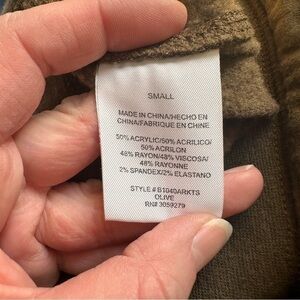 SMALL
MADE IN CHINA/HECHO EN
CHINA/FABRIQUE EN CHINE
50% ACRYLIC/50% ACRILICO/
50% ACRILON
48% RAYON/48% VISCOSA/
48% RAYONNE
2% SPANDEX/2% ELASTANO
STYLE # B1040ARKTS
OLIVE
RN# 3059279